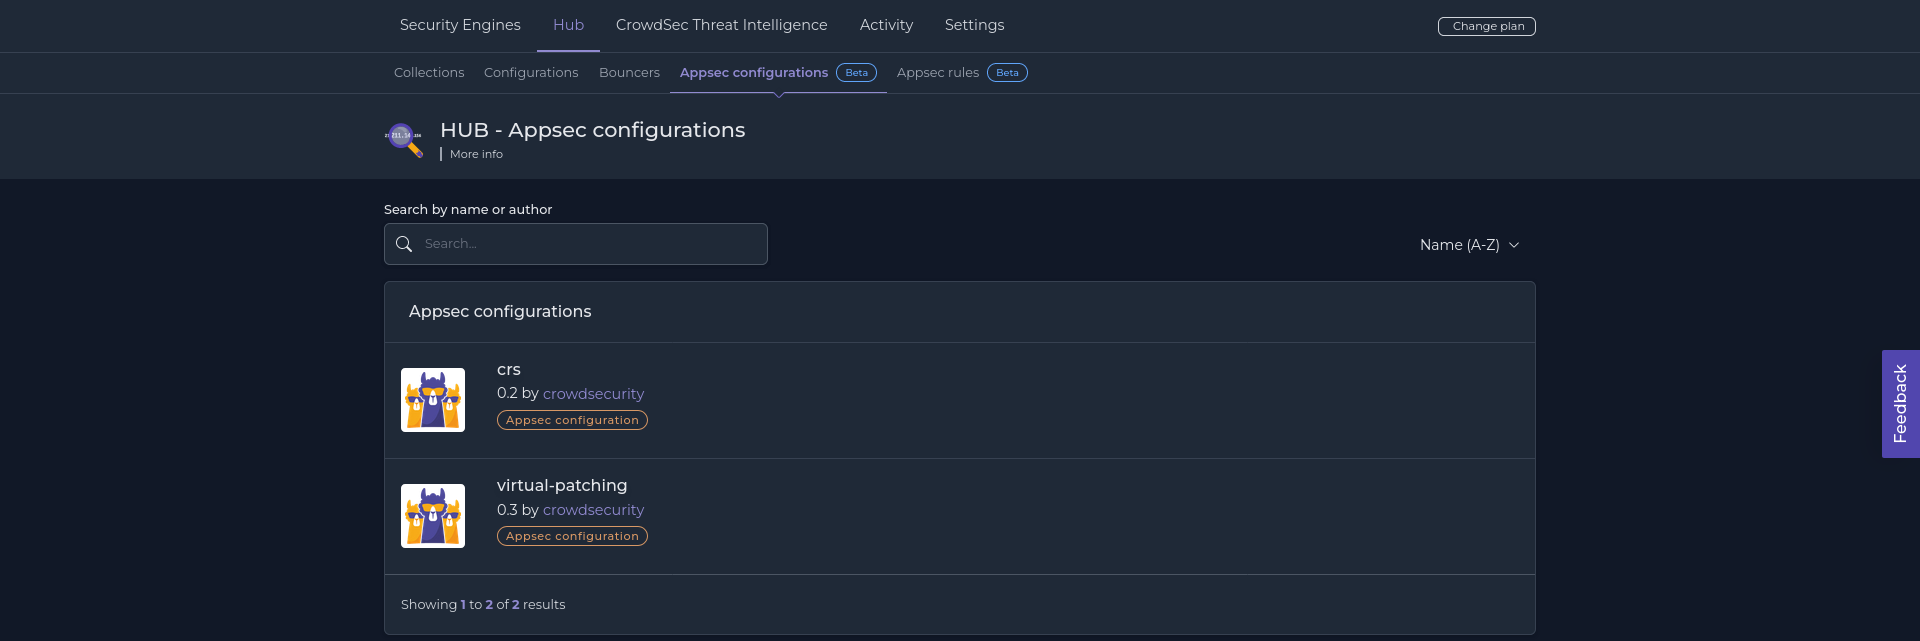 Security Engines Hub CrowdSec Threat Intelligence Activity Settings Change plan
Collections Configurations Bouncers Appsec configurations Beta Appsec rules Beta
HUB - Appsec configurations
More info
Search by name or author
Search...
Name (A-Z)
Appsec configurations
crs
0.2 by crowdsecurity
Appsec configuration
Feedback
virtual-patching
0.3 by crowdsecurity
Appsec configuration
Showing 1 to 2 of 2 results